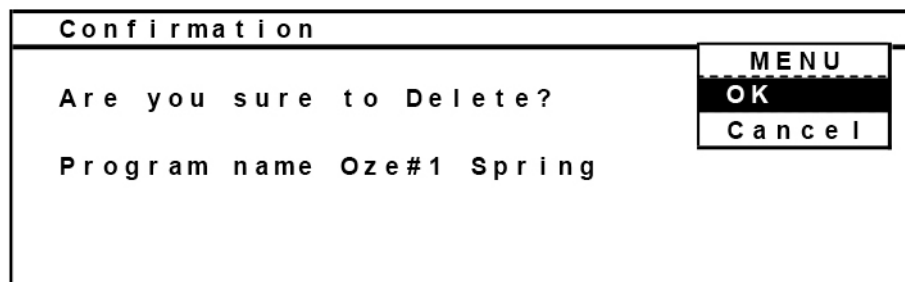 Confirmation
MENU
Are you sure to Delete?
OK
Cancel
Program name Oze#1 Spring